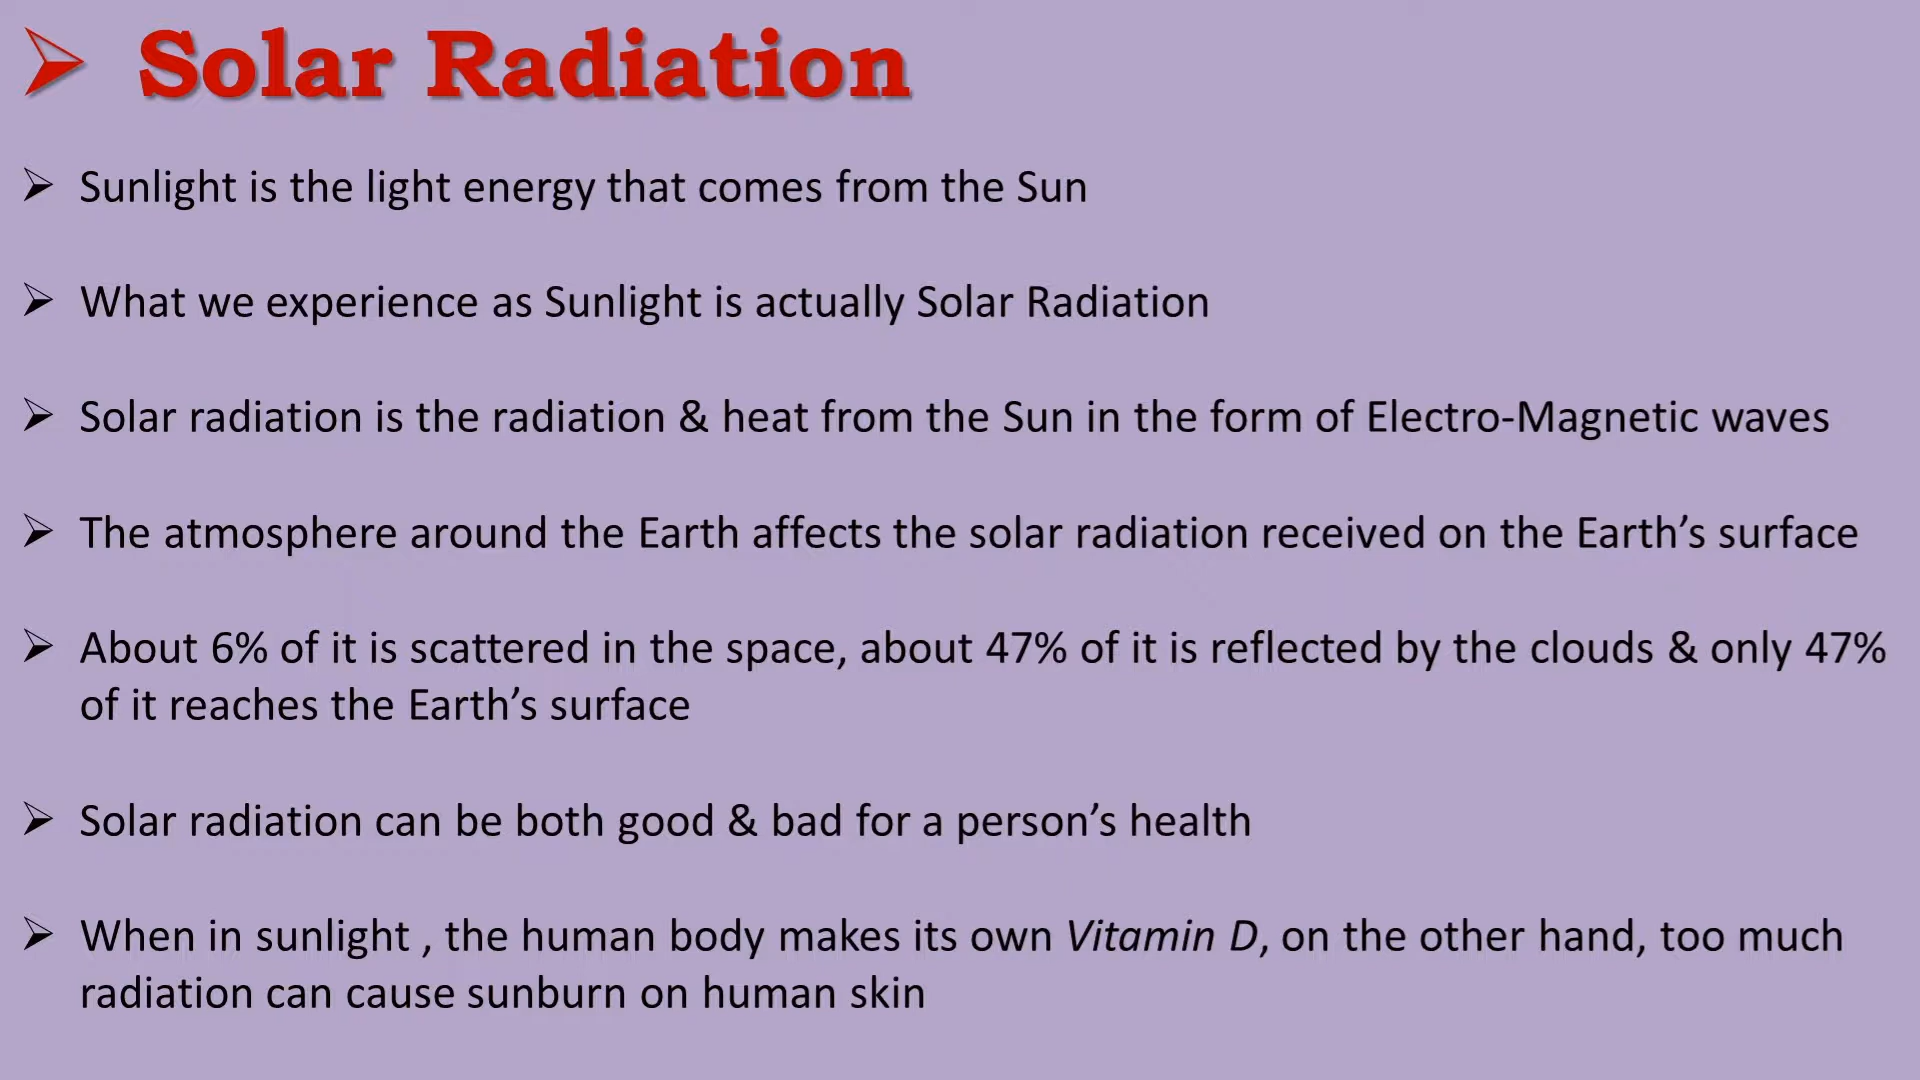 ➢ Solar Radiation
➢ Sunlight is the light energy that comes from the Sun
➢ What we experience as Sunlight is actually Solar Radiation
➢ Solar radiation is the radiation & heat from the Sun in the form of Electro-Magnetic waves
➢ The atmosphere around the Earth affects the solar radiation received on the Earth’s surface
➢ About 6% of it is scattered in the space, about 47% of it is reflected by the clouds & only 47%
of it reaches the Earth’s surface
➢ Solar radiation can be both good & bad for a person’s health
➢ When in sunlight , the human body makes its own Vitamin D, on the other hand, too much
radiation can cause sunburn on human skin